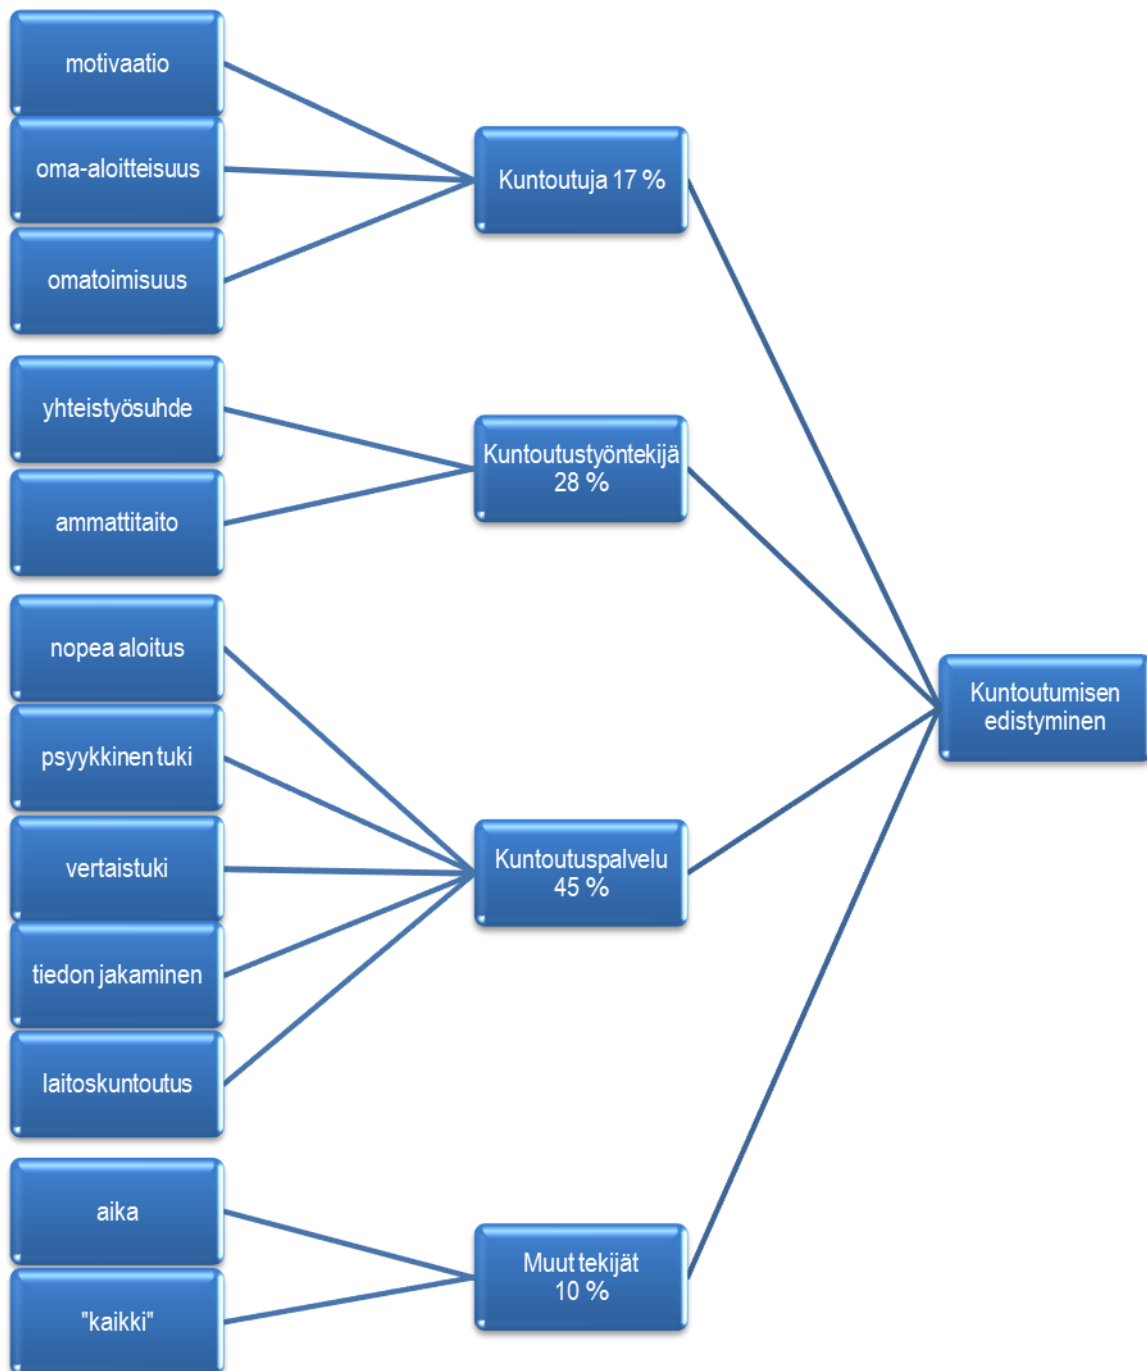 motivaatio
oma-aloitteisuus
omatoimisuus
Kuntoutuja 17 %
yhteistyösuhde
ammattitaito
Kuntoutustyöntekijä
28 %
nopea aloitus
psyykkinen tuki
vertaistuki
tiedon jakaminen
laitoskuntoutus
Kuntoutuspalvelu
45 %
aika
"kaikki"
Muut tekijät
10 %
Kuntoutumisen
edistyminen